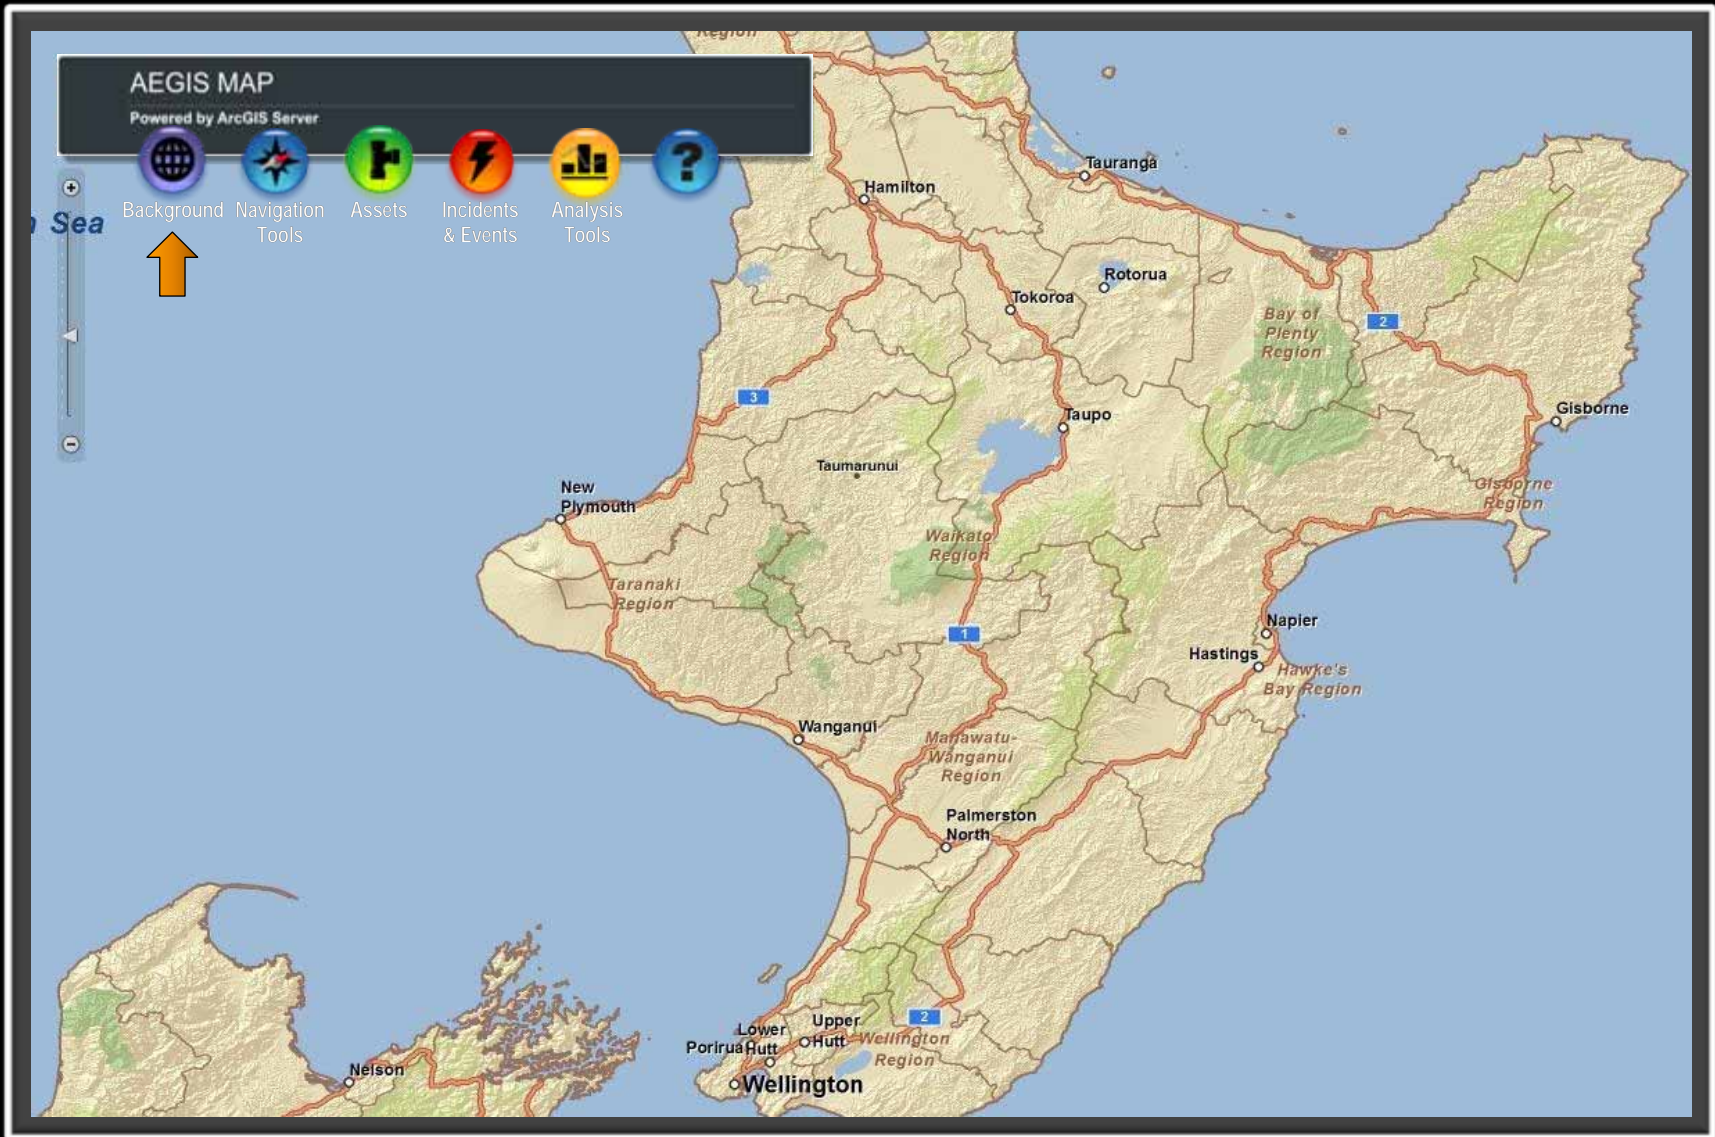 Region
AEGIS MAP
Powered by ArcGIS Server
Background
Navigation
Tools
Assets
Incidents
& Events
Analysis
Tools
?
Sea
Tauranga
Hamilton
Rotorua
Tokoroa
Bay of
Plenty
Region
2
3
Taupo
Gisborne
Taumarunui
New
Plymouth
Gisborne
Region
Waikato
Region
Taranaki
Region
1
Napier
Hastings
Hawke's
Bay Region
Wanganui
Manawatu-
Wanganui
Region
Palmerston
North
2
Upper
Hutt
Lower
Hutt
Porirua
Wellington
Region
Nelson
Wellington